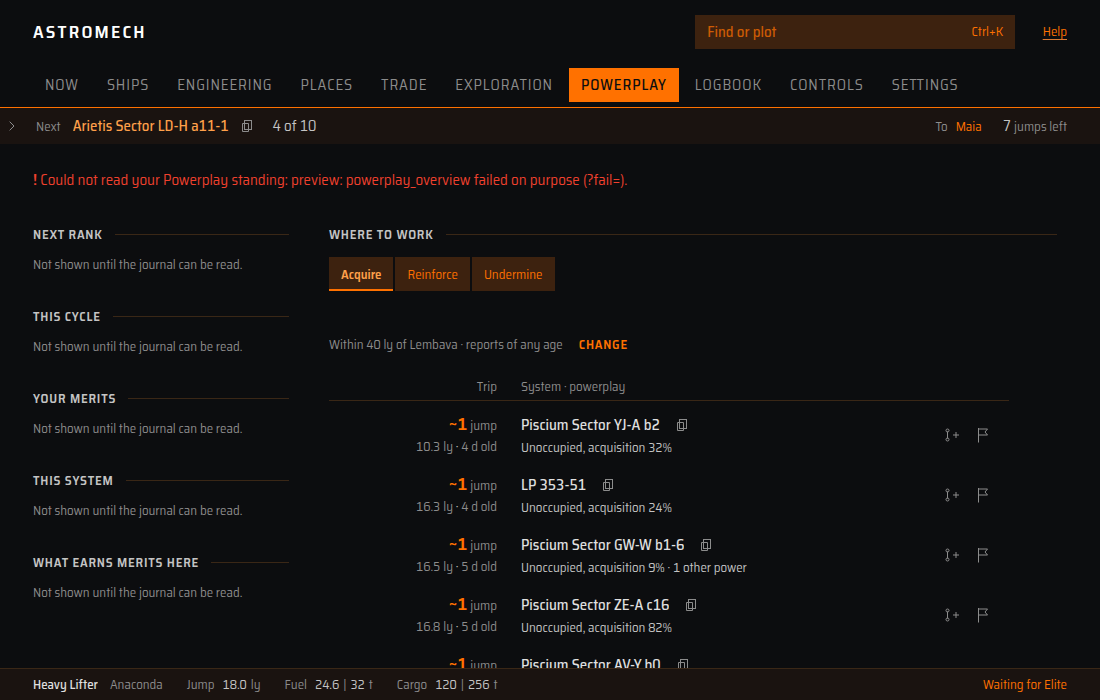 ASTROMECH
Find or plot Ctrl+K Help
NOW SHIPS ENGINEERING PLACES TRADE EXPLORATION POWERPLAY LOGBOOK CONTROLS SETTINGS
Next Arietis Sector LD-H a11-1 4 of 10 To Maia 7 jumps left
! Could not read your Powerplay standing: preview: powerplay_overview failed on purpose (?fail=).
NEXT RANK
Not shown until the journal can be read.
THIS CYCLE
Not shown until the journal can be read.
YOUR MERITS
Not shown until the journal can be read.
THIS SYSTEM
Not shown until the journal can be read.
WHAT EARNS MERITS HERE
Not shown until the journal can be read.
WHERE TO WORK
Acquire Reinforce Undermine
Within 40 ly of Lembava · reports of any age CHANGE
Trip System · powerplay
~1 jump Piscium Sector YJ-A b2
10.3 ly · 4 d old Unoccupied, acquisition 32%
~1 jump LP 353-51
16.3 ly · 4 d old Unoccupied, acquisition 24%
~1 jump Piscium Sector GW-W b1-6
16.5 ly · 5 d old Unoccupied, acquisition 9% · 1 other power
~1 jump Piscium Sector ZE-A c16
16.8 ly · 5 d old Unoccupied, acquisition 82%
~1 jump Piscium Sector AV-Y b0
Heavy Lifter Anaconda Jump 18.0 ly Fuel 24.6 | 32 t Cargo 120 | 256 t Waiting for Elite